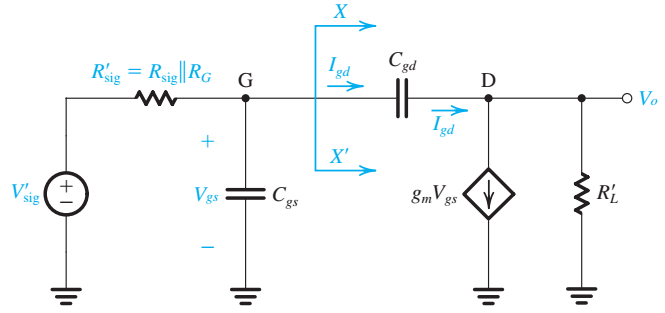 X
R'sig = Rsig||RG
G
Igd
Cgd
D
Vo
Igd
+
X'
V'sig
+
−
Vgs
Cgs
gmVgs
R'L
−